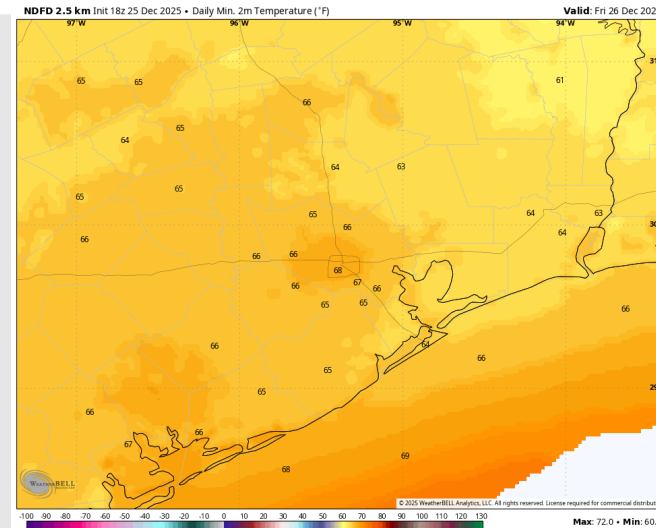 NDFD 2.5 km Init 18z 25 Dec 2025 • Daily Min. 2m Temperature (°F)
Valid: Fri 26 Dec 202
97°W 96°W 95°W 94°W
31
65 65 61
66
65
64
64 63
65
65
65 64 63
66 64 30
66
66 66
68
67
66 66
65 65
66
64
66 66
65
65 29
66
66
67
69
68
WeatherBELL
© 2025 WeatherBELL Analytics, LLC. All rights reserved. License required for commercial distribut
-100 -90 -80 -70 -60 -50 -40 -30 -20 -10 0 10 20 30 40 50 60 70 80 90 100 110 120 130
Max: 72.0 • Min: 60.